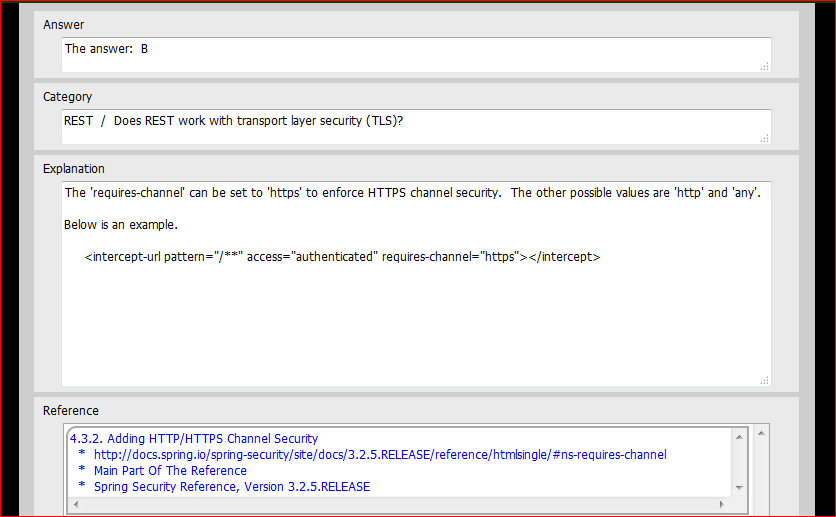 Answer
The answer:  B
Category
REST  /  Does REST work with transport layer security (TLS)?
Explanation
The 'requires-channel' can be set to 'https' to enforce HTTPS channel security.  The other possible values are 'http' and 'any'.
Below is an example.
<intercept-url pattern="/**" access="authenticated" requires-channel="https"></intercept>
Reference
4.3.2. Adding HTTP/HTTPS Channel Security
*  http://docs.spring.io/spring-security/site/docs/3.2.5.RELEASE/reference/htmlsingle/#ns-requires-channel
*  Main Part Of The Reference
*  Spring Security Reference, Version 3.2.5.RELEASE